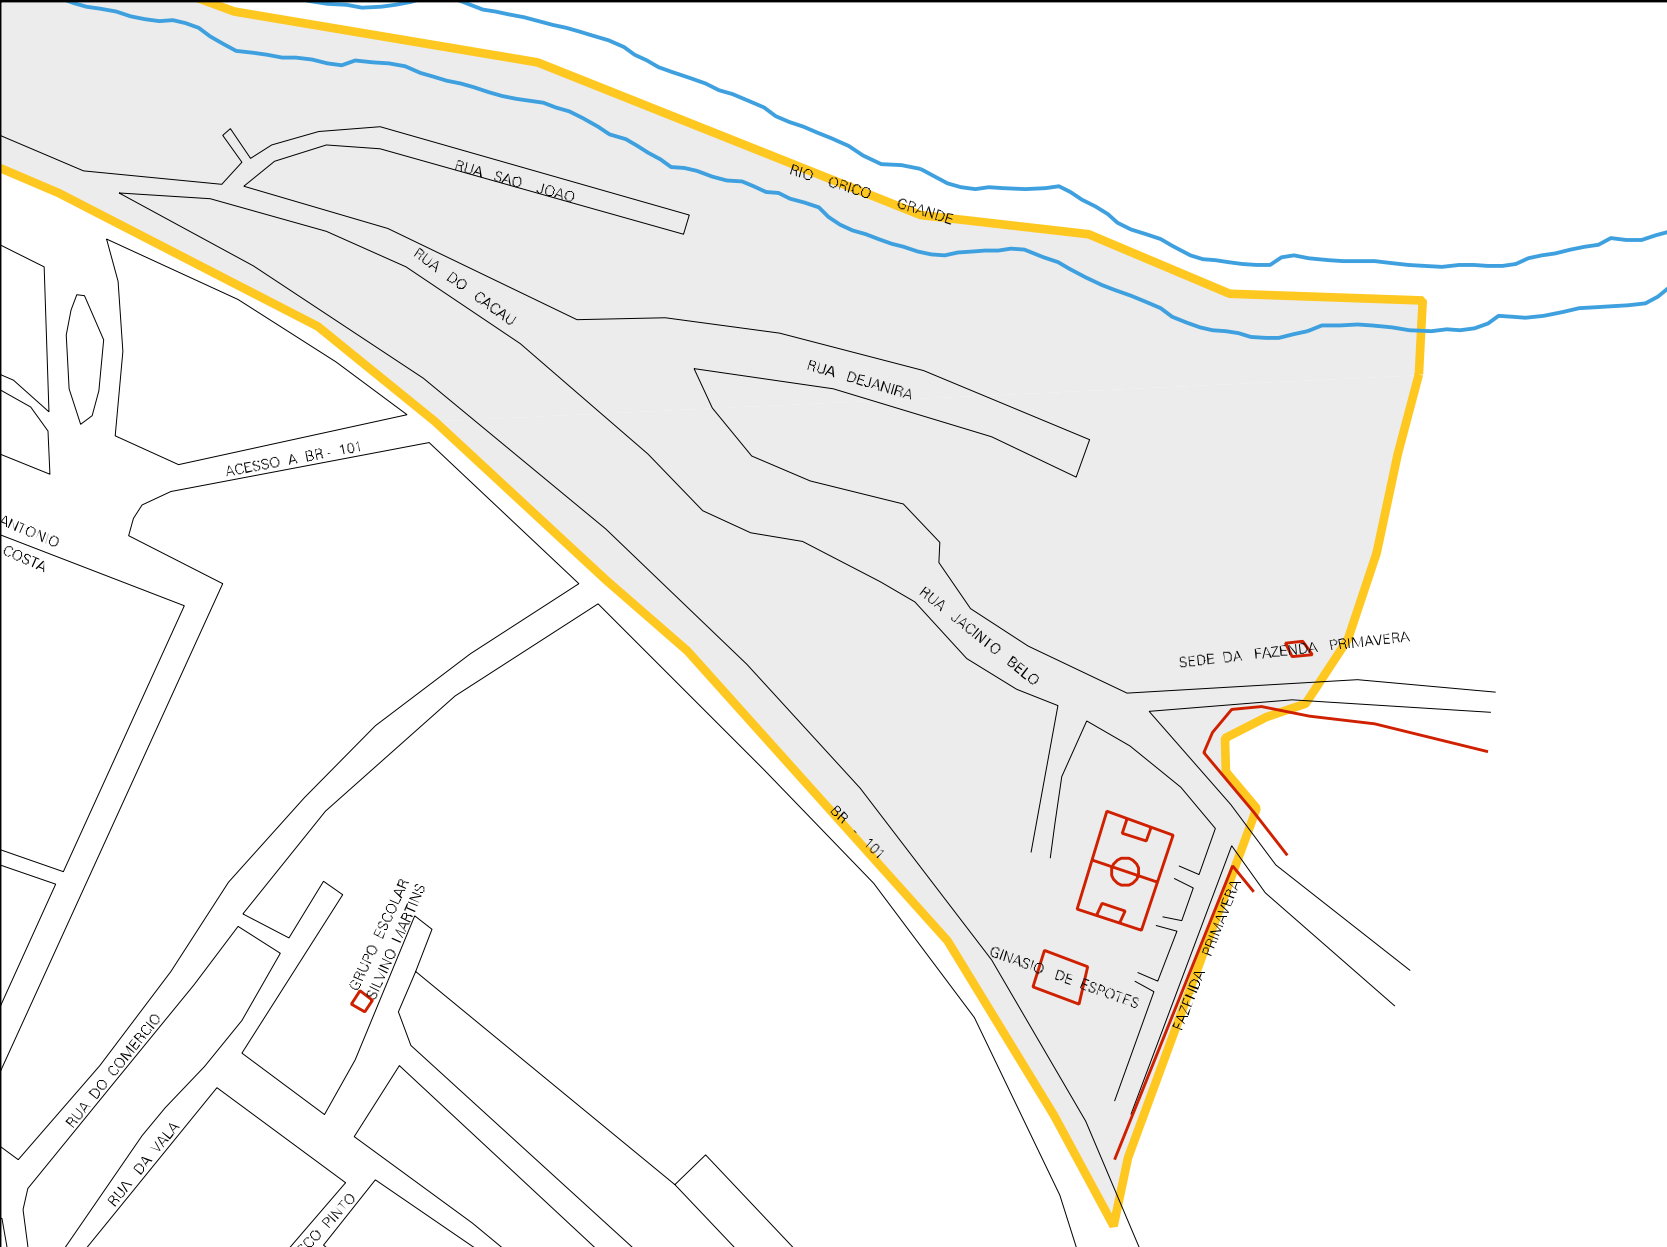 RUA SAO JOAO
RIO ORICO GRANDE
RUA DO CACAU
RUA DEJANIRA
ACESSO A BR - 101
ANTONIO
COSTA
RUA JACINTO BELO
SEDE DA FAZENDA PRIMAVERA
BR - 101
GRUPO ESCOLAR
SILVINO MARTINS
GINASIO DE ESPOTES
FAZENDA PRIMAVERA
RUA DO COMERCIO
RUA DA VALA
CO PINTO